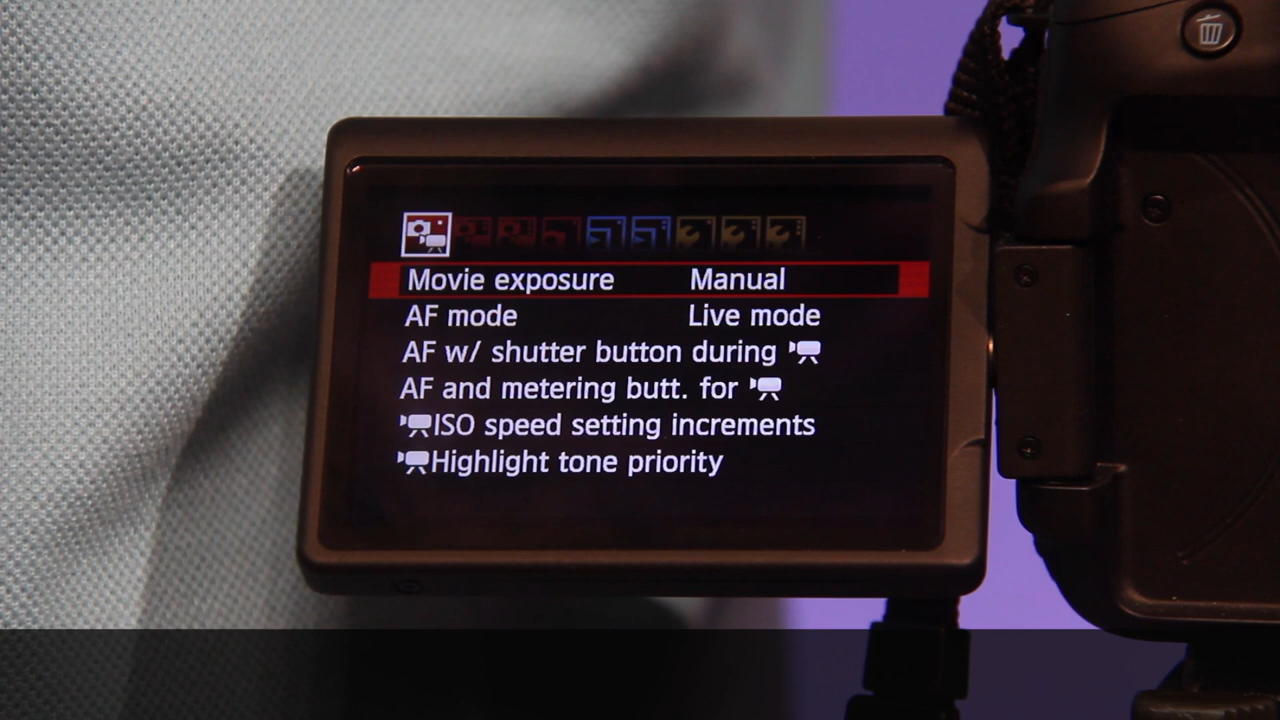 Movie exposure Manual
AF mode Live mode
AF w/ shutter button during
AF and metering butt. for
ISO speed setting increments
Highlight tone priority